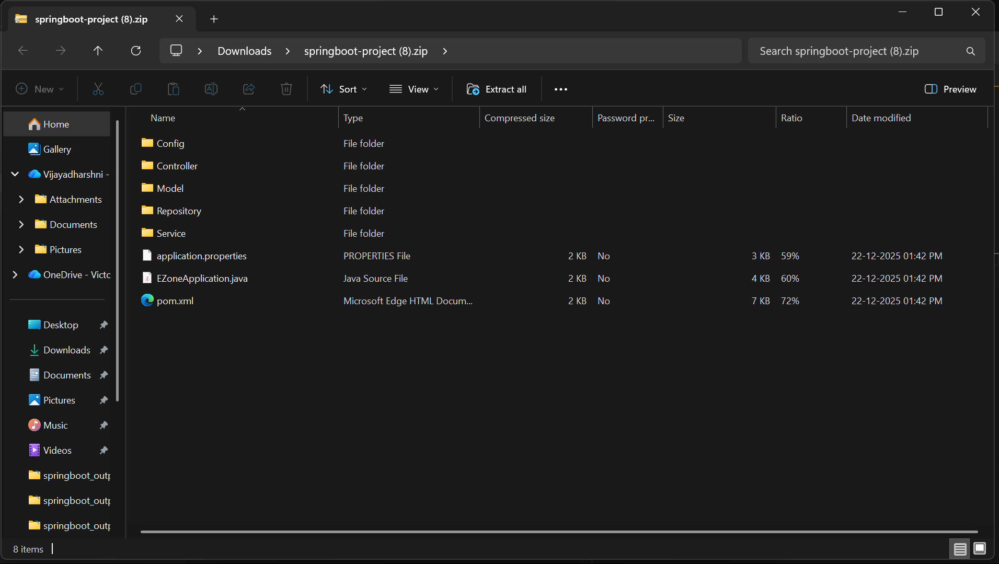 springboot-project (8).zip
Downloads
springboot-project (8).zip
Search springboot-project (8).zip
New
Sort
View
Extract all
Preview
Name Type Compressed size Password pr... Size Ratio Date modified
Config File folder
Controller File folder
Model File folder
Repository File folder
Service File folder
application.properties PROPERTIES File 2 KB No 3 KB 59% 22-12-2025 01:42 PM
EZoneApplication.java Java Source File 2 KB No 4 KB 60% 22-12-2025 01:42 PM
pom.xml Microsoft Edge HTML Docum... 2 KB No 7 KB 72% 22-12-2025 01:42 PM
Home
Gallery
Vijayadharshni -
Attachments
Documents
Pictures
OneDrive - Victo
Desktop
Downloads
Documents
Pictures
Music
Videos
springboot_outp
springboot_outp
springboot_outp
8 items